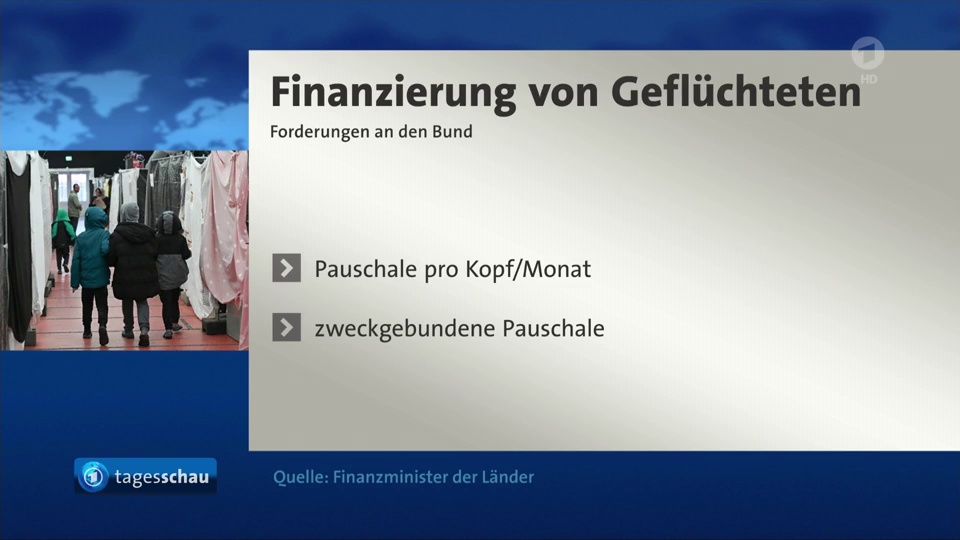 HD
Finanzierung von Geflüchteten
Forderungen an den Bund
Pauschale pro Kopf/Monat
zweckgebundene Pauschale
tagesschau
Quelle: Finanzminister der Länder